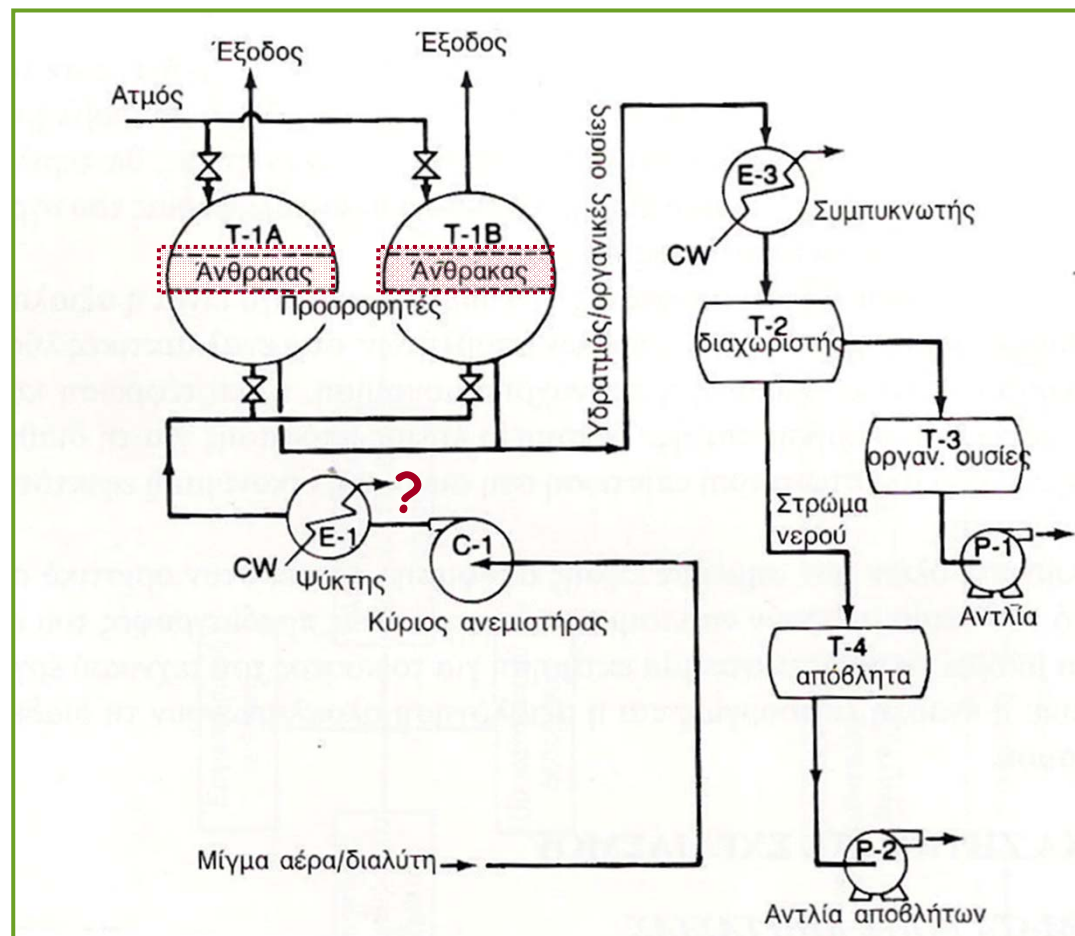 Έξοδος
Έξοδος
Ατμός
T-1A
Άνθρακας
T-1B
Άνθρακας
Προσροφητές
Υδρατμός/οργανικές ουσίες
E-3
CW
Συμπυκνωτής
T-2
διαχωριστής
T-3
οργαν. ουσίες
P-1
Αντλία
Στρώμα
νερού
?
E-1
CW
Ψύκτης
C-1
Κύριος ανεμιστήρας
T-4
απόβλητα
Μίγμα αέρα/διαλύτη
P-2
Αντλία αποβλήτων